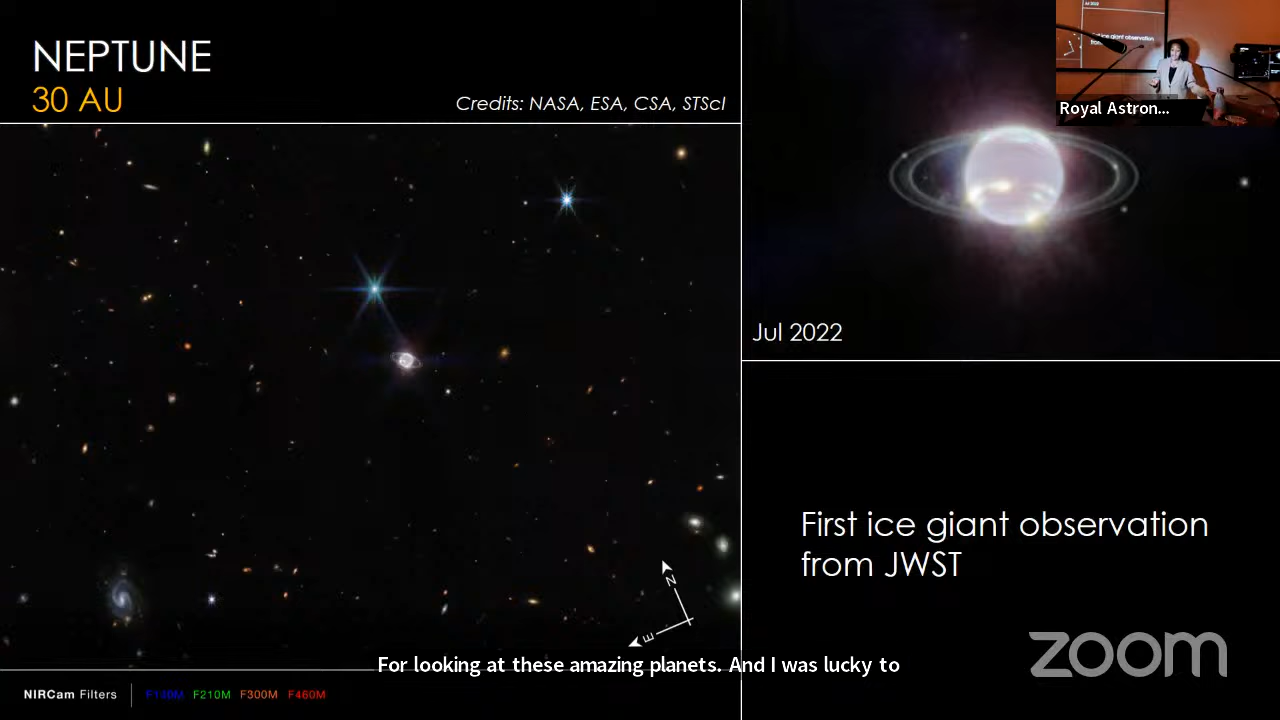 NEPTUNE
30 AU
Credits: NASA, ESA, CSA, STScI
Royal Astron...
Jul 2022
First ice giant observation
from JWST
N
E
For looking at these amazing planets. And I was lucky to
zoom
NIRCam Filters
F140M F210M F300M F460M